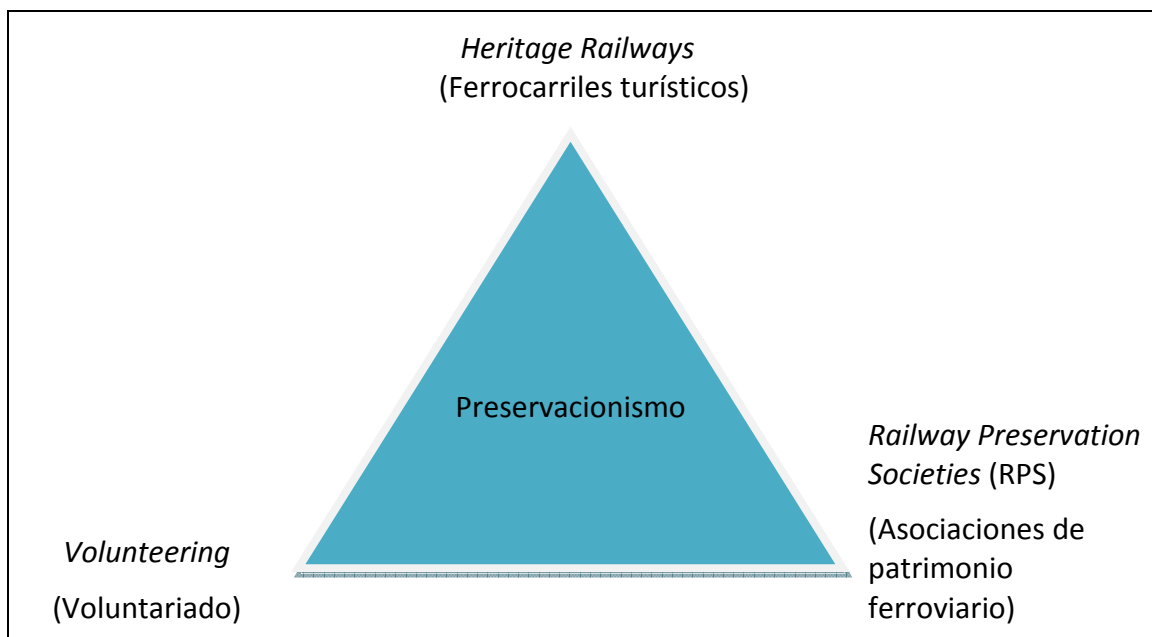 Heritage Railways
(Ferrocarriles turísticos)
Preservacionismo
Railway Preservation
Societies (RPS)
(Asociaciones de
patrimonio
ferroviario)
Volunteering
(Voluntariado)